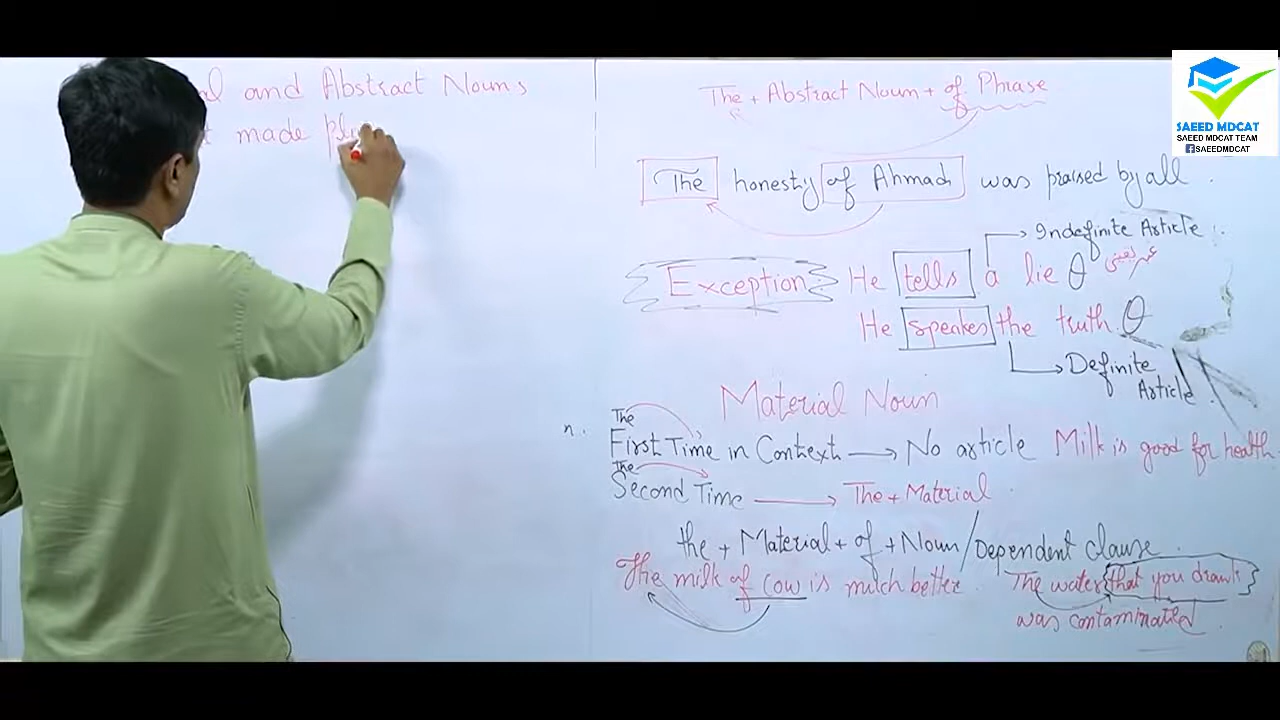 and Abstract Nouns
made
The + Abstract Noun + of Phrase
The honesty of Ahmad was praised by all .
Indefinite Article
Exception He tells a lie
He speakes the truth.
Definite
Article
Material Noun
The
n.
First Time in Context → No article Milk is good for health.
The
Second Time → The + Material
the + Material + of + Noun/Dependent clause
The milk of cow is much better The water that you drank
was contaminated
SAEED MDCAT
SAEED MDCAT TEAM
SAEEDMDCAT